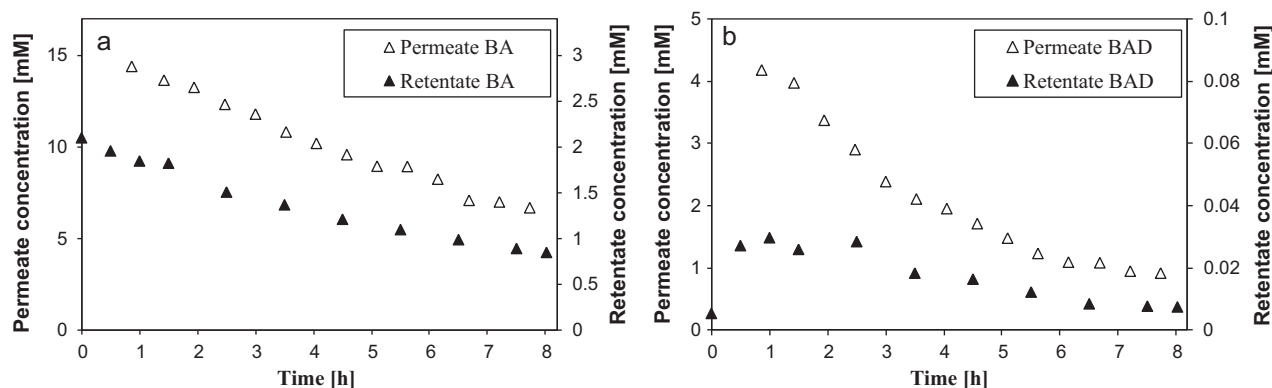 a
Permeate BA
Retentate BA
Permeate concentration [mM]
15
10
5
0
Retentate concentration [mM]
3
2.5
2
1.5
1
0.5
0
0 1 2 3 4 5 6 7 8
Time [h]
b
Permeate BAD
Retentate BAD
Permeate concentration [mM]
5
4
3
2
1
0
Retentate concentration [mM]
0.1
0.08
0.06
0.04
0.02
0
0 1 2 3 4 5 6 7 8
Time [h]